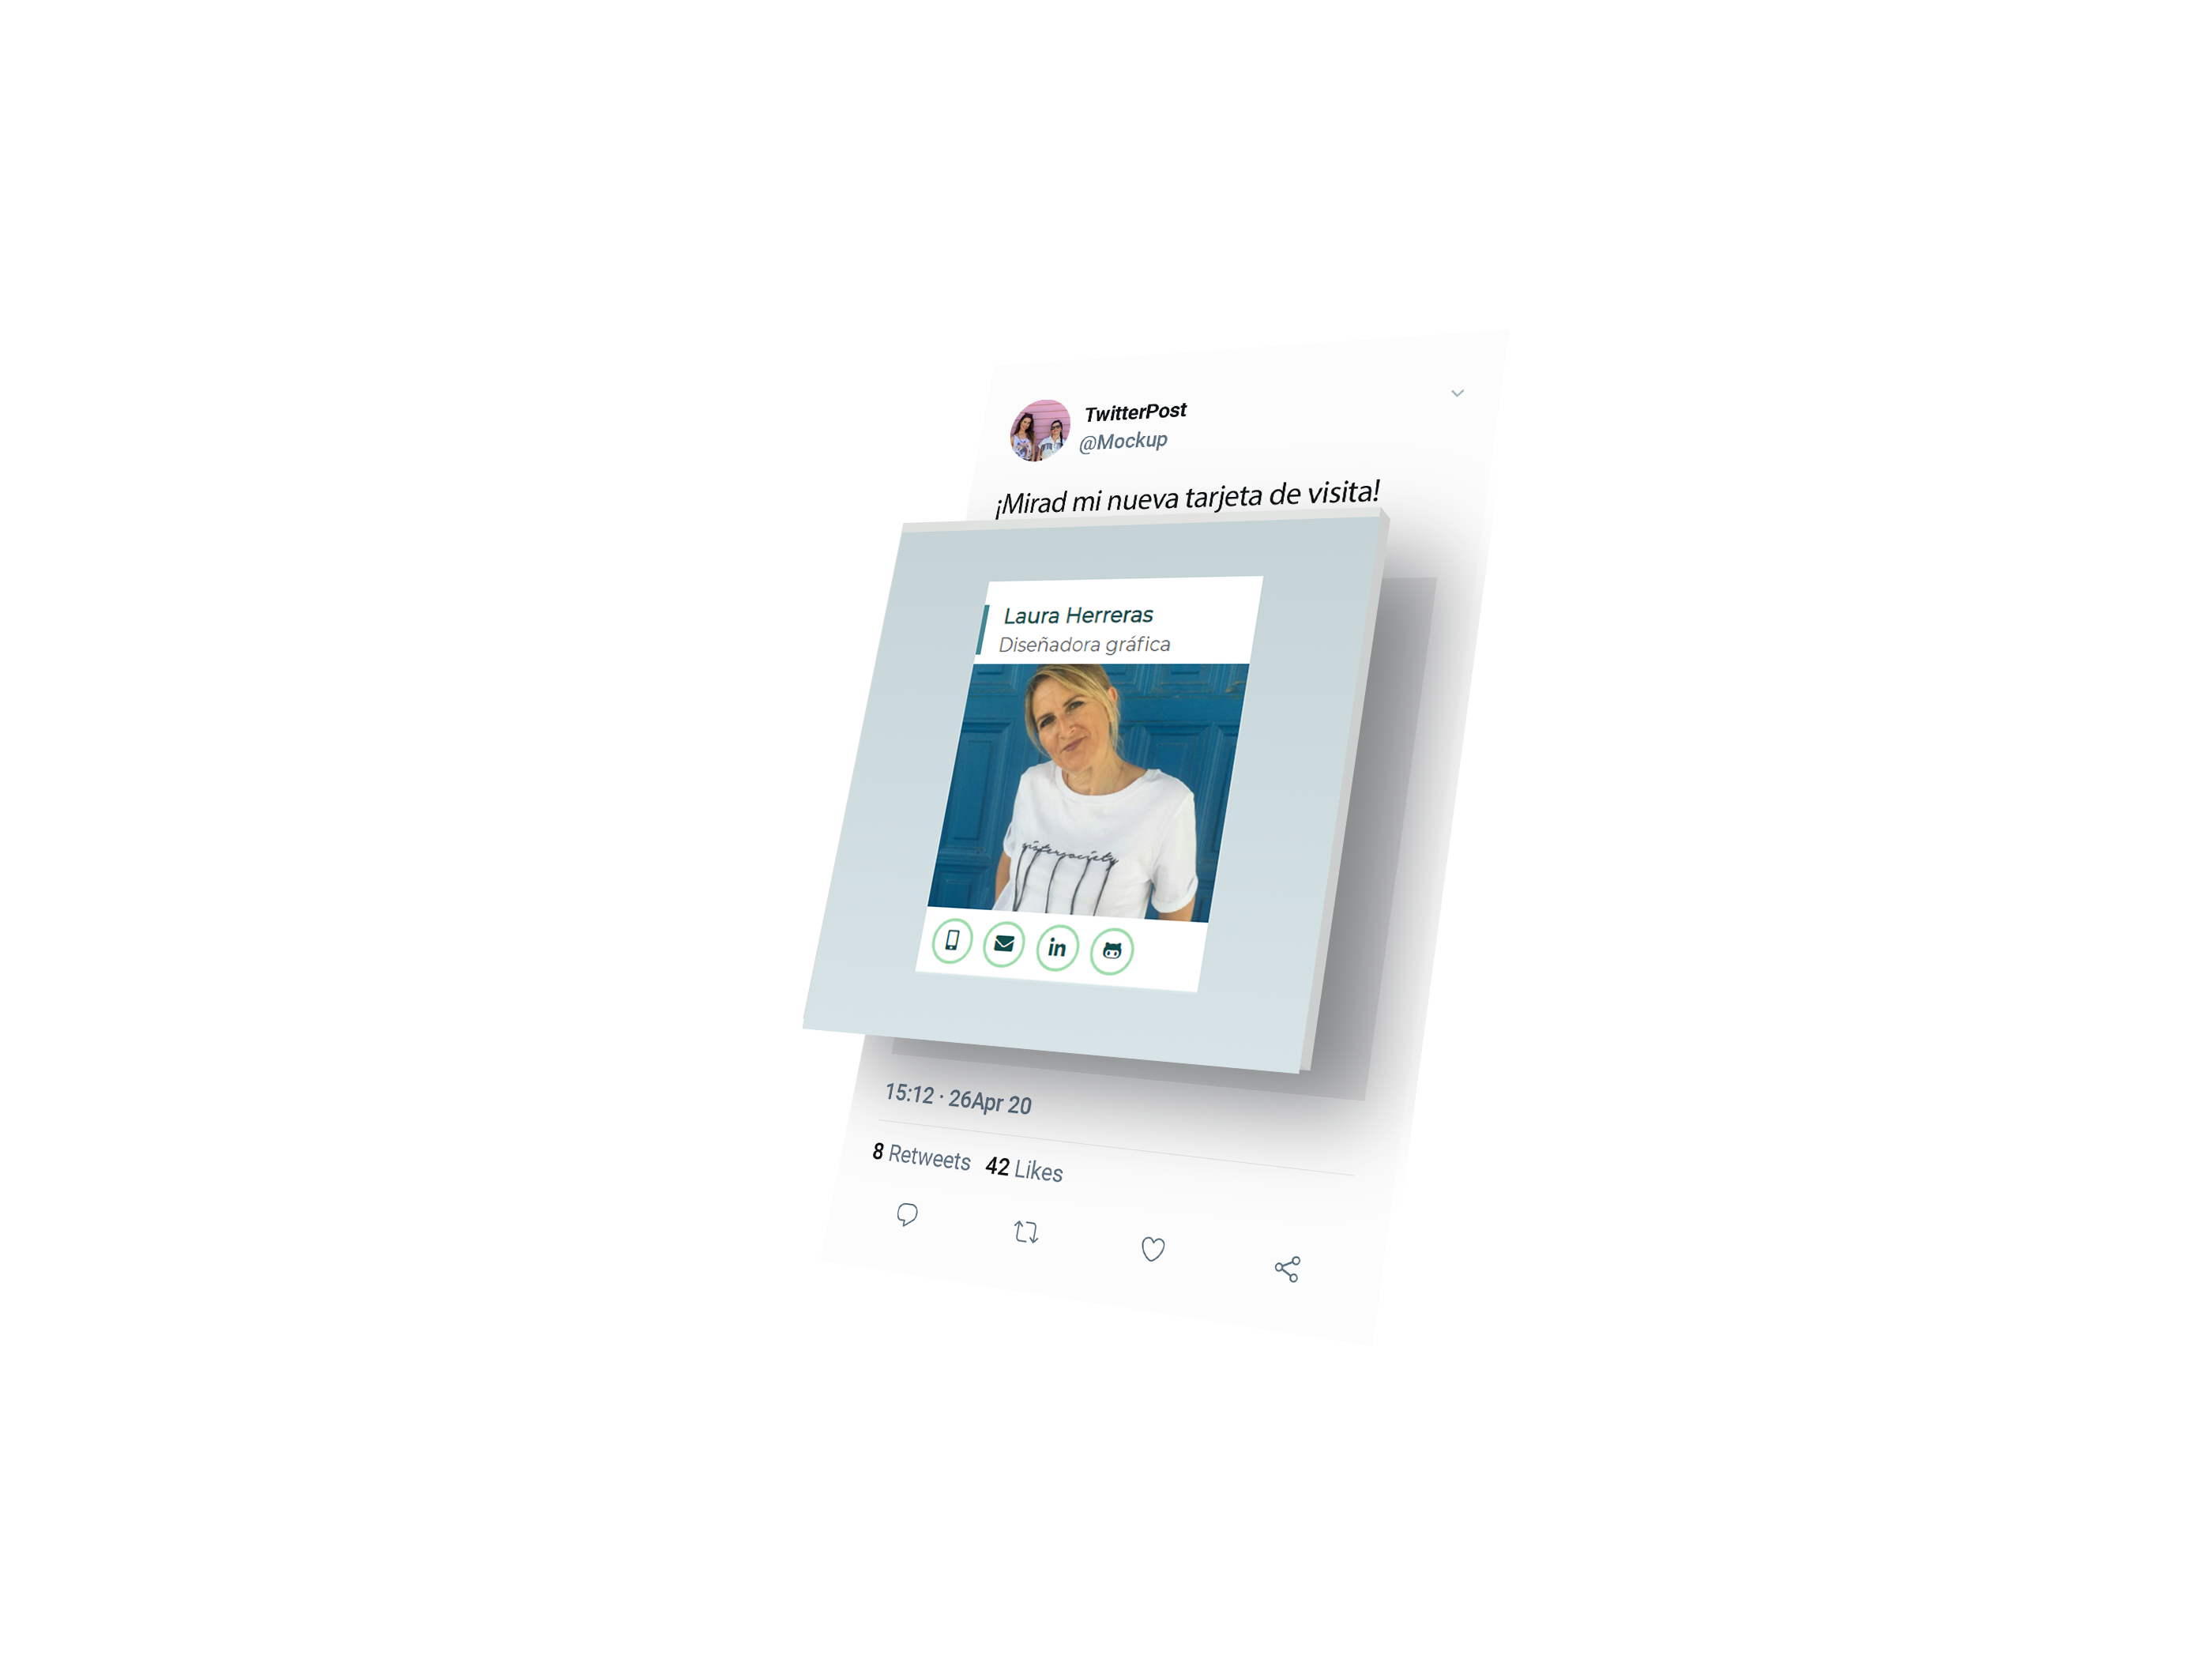 TwitterPost
@Mockup
¡Mirad mi nueva tarjeta de visita!
Laura Herreras
Diseñadora gráfica
sistersociety
in
15:12 · 26Apr 20
8 Retweets 42 Likes